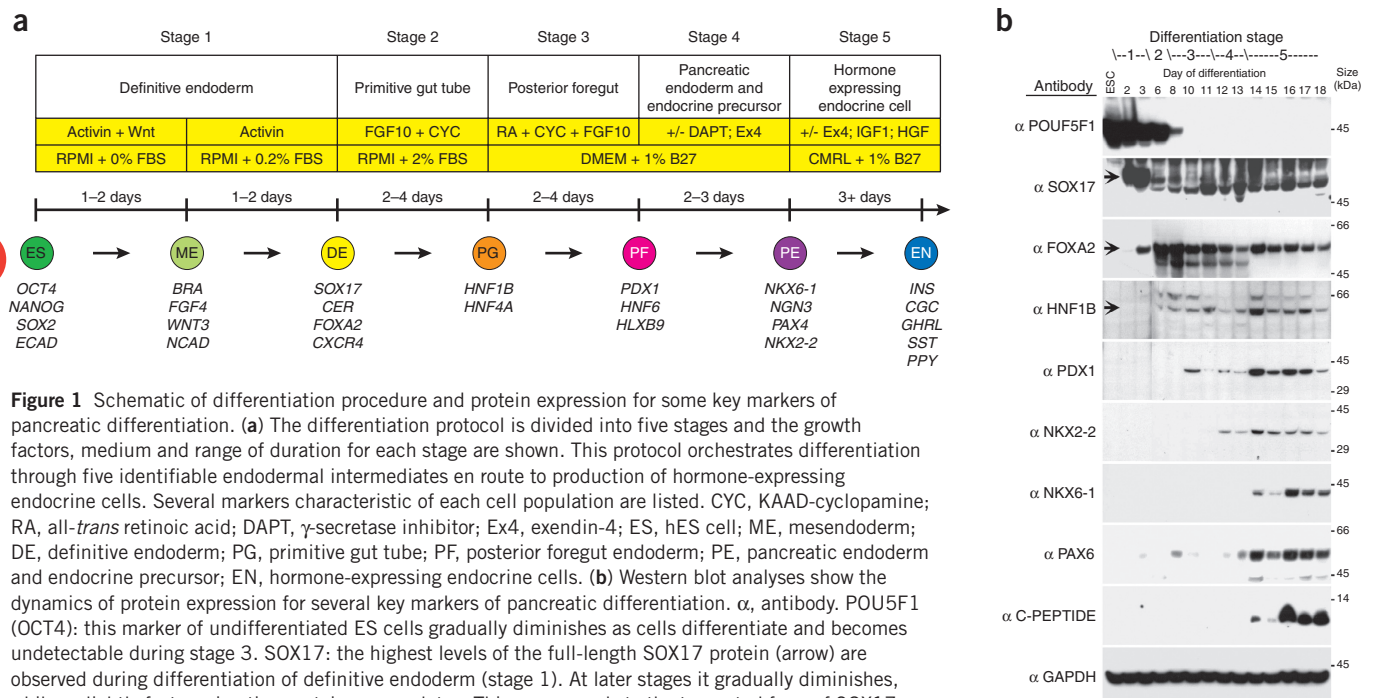 a
Stage 1 Stage 2 Stage 3 Stage 4 Stage 5
Definitive endoderm Primitive gut tube Posterior foregut Pancreatic endoderm and endocrine precursor Hormone expressing endocrine cell
Activin + Wnt Activin FGF10 + CYC RA + CYC + FGF10 +/- DAPT; Ex4 +/- Ex4; IGF1; HGF
RPMI + 0% FBS RPMI + 0.2% FBS RPMI + 2% FBS DMEM + 1% B27 CMRL + 1% B27
1–2 days 1–2 days 2–4 days 2–4 days 2–3 days 3+ days
ES ME DE PG PF PE EN
OCT4 BRA SOX17 HNF1B PDX1 NKX6-1 INS
NANOG FGF4 CER HNF4A HNF6 NGN3 CGC
SOX2 WNT3 FOXA2 HLXB9 PAX4 GHRL
ECAD NCAD CXCR4 NKX2-2 SST
PPY
Figure 1 Schematic of differentiation procedure and protein expression for some key markers of
pancreatic differentiation. (a) The differentiation protocol is divided into five stages and the growth
factors, medium and range of duration for each stage are shown. This protocol orchestrates differentiation
through five identifiable endodermal intermediates en route to production of hormone-expressing
endocrine cells. Several markers characteristic of each cell population are listed. CYC, KAAD-cyclopamine;
RA, all-trans retinoic acid; DAPT, γ-secretase inhibitor; Ex4, exendin-4; ES, hES cell; ME, mesendoderm;
DE, definitive endoderm; PG, primitive gut tube; PF, posterior foregut endoderm; PE, pancreatic endoderm
and endocrine precursor; EN, hormone-expressing endocrine cells. (b) Western blot analyses show the
dynamics of protein expression for several key markers of pancreatic differentiation. α, antibody. POU5F1
(OCT4): this marker of undifferentiated ES cells gradually diminishes as cells differentiate and becomes
undetectable during stage 3. SOX17: the highest levels of the full-length SOX17 protein (arrow) are
observed during differentiation of definitive endoderm (stage 1). At later stages it gradually diminishes,
b
Differentiation stage
\--1--\ 2 \---3---\--4--\------5------
Day of differentiation
Antibody ESC 2 3 6 8 10 11 12 13 14 15 16 17 18 Size (kDa)
α POUF5F1 -45
α SOX17 -45
-66
α FOXA2
-45
-66
α HNF1B
-45
α PDX1
-29
-45
α NKX2-2
-29
α NKX6-1 -45
-66
α PAX6
-45
-14
α C-PEPTIDE
-45
α GAPDH